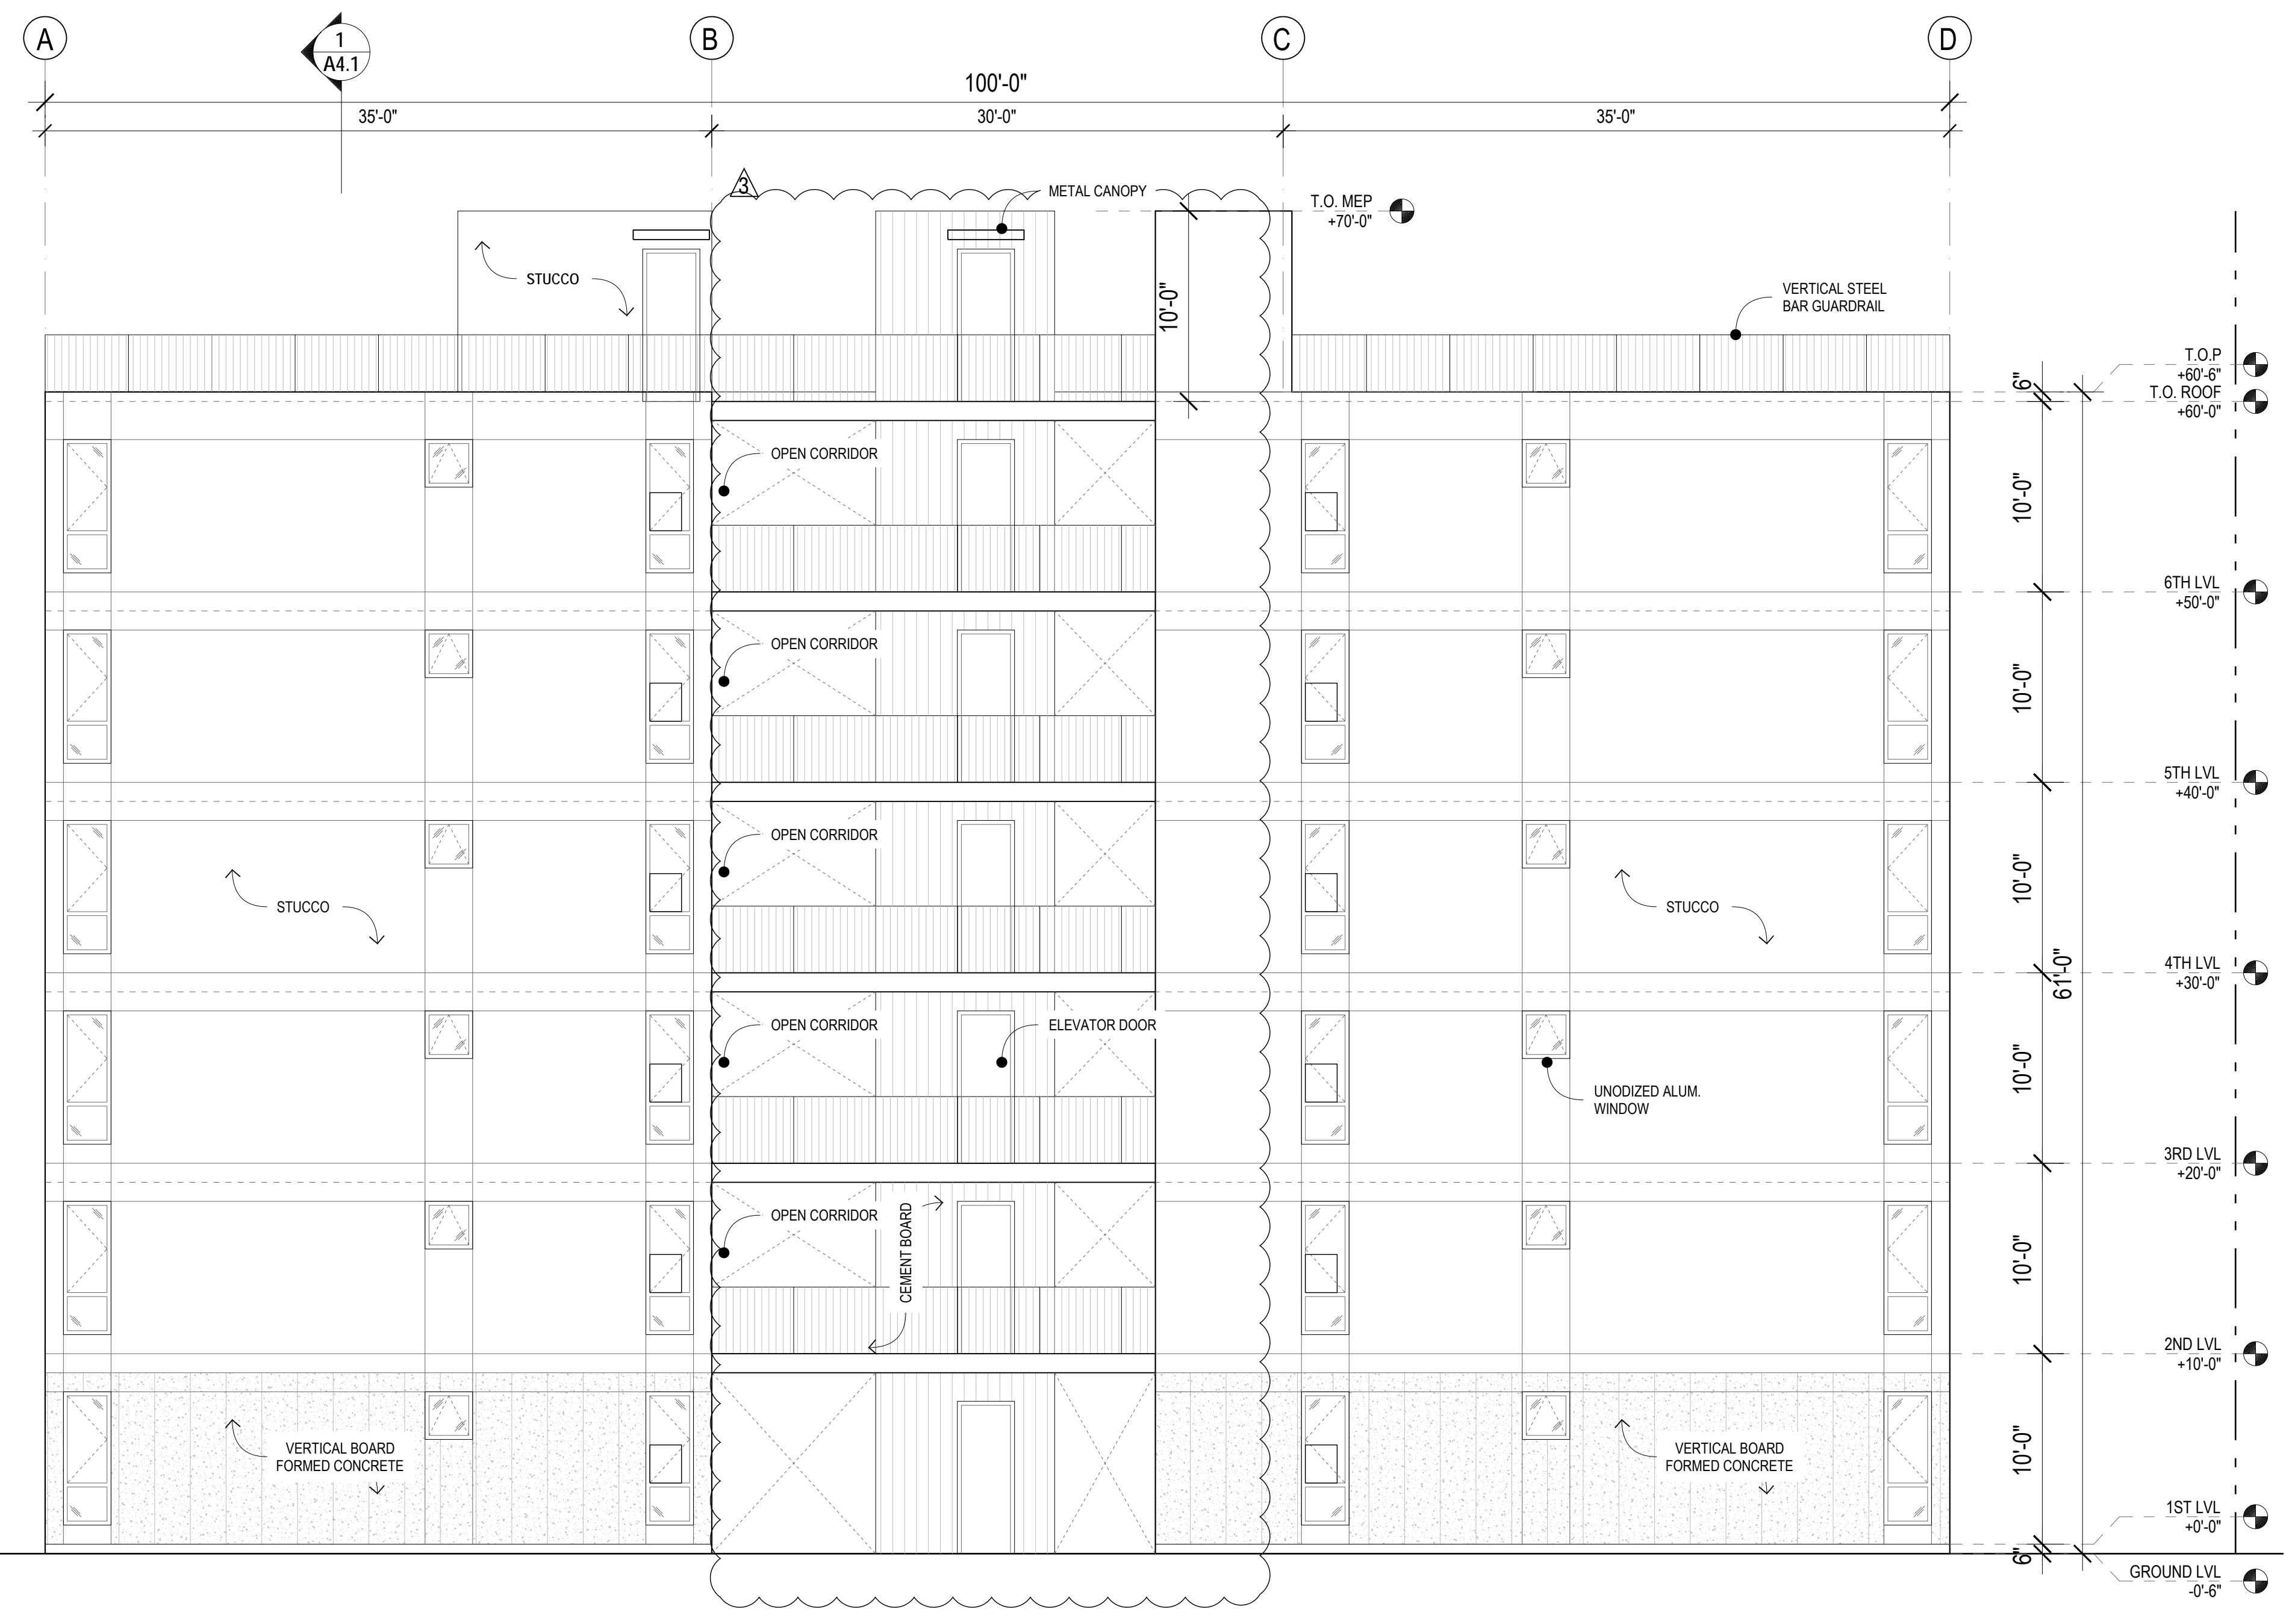 A
1
A4.1
B
C
D
100'-0"
35'-0"
30'-0"
35'-0"
3
METAL CANOPY
T.O. MEP
+70'-0"
STUCCO
10'-0"
VERTICAL STEEL
BAR GUARDRAIL
T.O.P
+60'-6"
6"
T.O. ROOF
+60'-0"
OPEN CORRIDOR
10'-0"
6TH LVL
+50'-0"
OPEN CORRIDOR
10'-0"
5TH LVL
+40'-0"
OPEN CORRIDOR
10'-0"
STUCCO
STUCCO
4TH LVL
+30'-0"
61'-0"
OPEN CORRIDOR
ELEVATOR DOOR
10'-0"
UNODIZED ALUM.
WINDOW
3RD LVL
+20'-0"
OPEN CORRIDOR
CEMENT BOARD
10'-0"
2ND LVL
+10'-0"
VERTICAL BOARD
FORMED CONCRETE
VERTICAL BOARD
FORMED CONCRETE
10'-0"
1ST LVL
+0'-0"
6"
GROUND LVL
-0'-6"